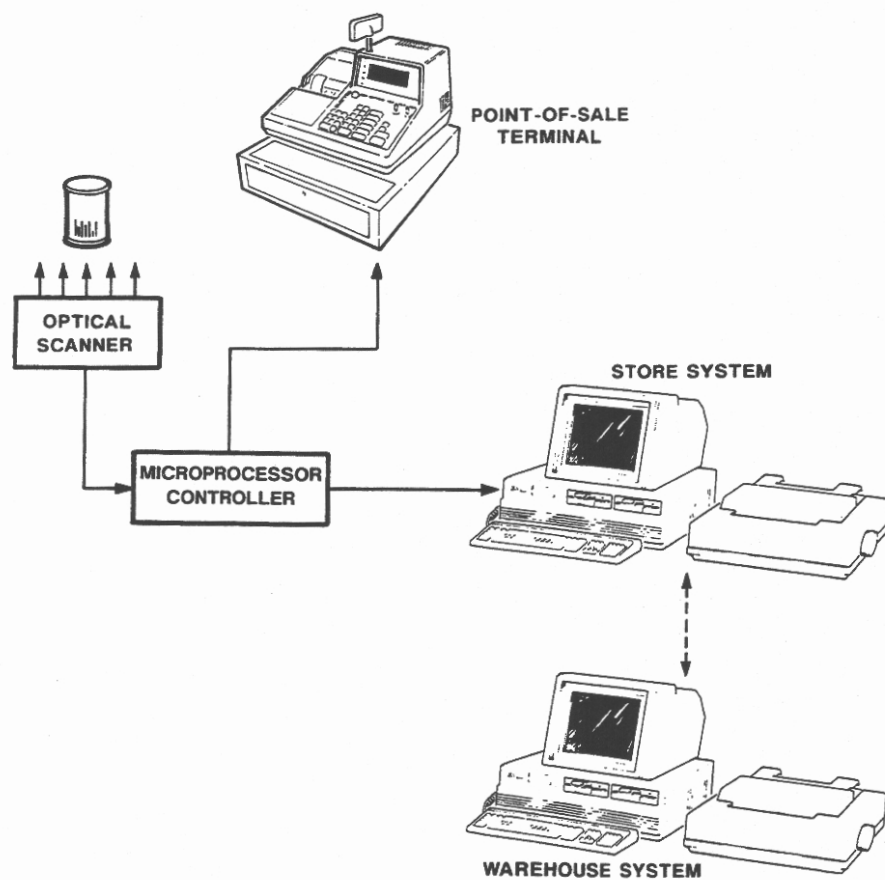 POINT-OF-SALE
TERMINAL
OPTICAL
SCANNER
STORE SYSTEM
MICROPROCESSOR
CONTROLLER
WAREHOUSE SYSTEM